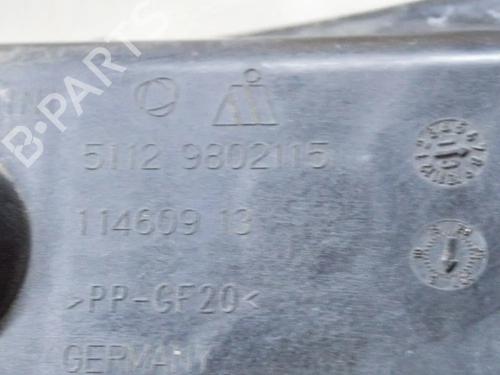 B-PARTS
5112 9802115
114609 13
>PP-GF20<
GERMANY